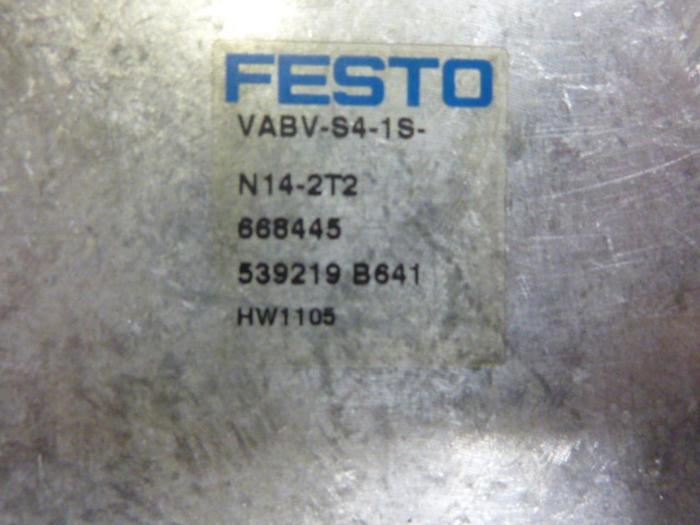 FESTO
VABV-S4-1S-
N14-2T2
668445
539219 B641
HW1105